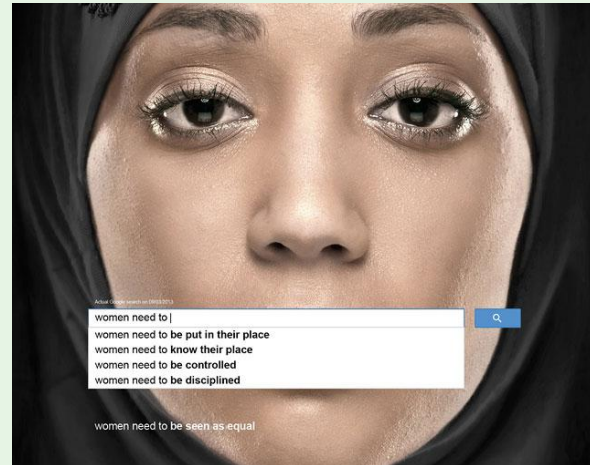 Actual Google search on 09/03/2013
women need to
women need to be put in their place
women need to know their place
women need to be controlled
women need to be disciplined
women need to be seen as equal